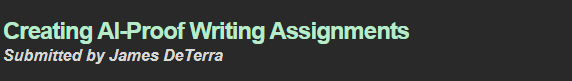 Creating AI-Proof Writing Assignments
Submitted by James DeTerra